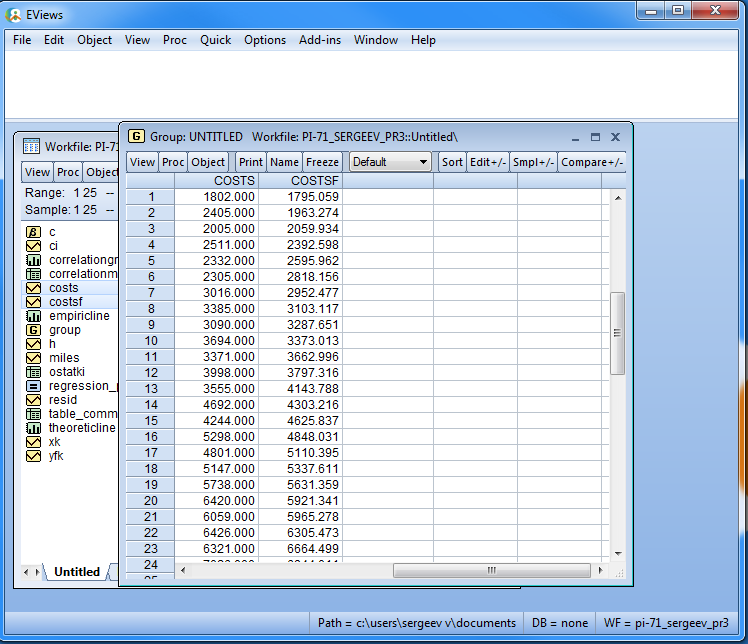 EViews
File Edit Object View Proc Quick Options Add-ins Window Help
Workfile: PI-71
View Proc Object
Range: 1 25 --
Sample: 1 25 --
c
ci
correlationgr
correlationm
costs
costsf
empiricline
group
h
miles
ostatki
regression_
resid
table_comm
theoreticline
xk
yfk
Untitled
G Group: UNTITLED Workfile: PI-71_SERGEEV_PR3::Untitled\
View Proc Object Print Name Freeze Default Sort Edit+/- Smpl+/- Compare+/-
COSTS COSTSF
1 1802.000 1795.059
2 2405.000 1963.274
3 2005.000 2059.934
4 2511.000 2392.598
5 2332.000 2595.962
6 2305.000 2818.156
7 3016.000 2952.477
8 3385.000 3103.117
9 3090.000 3287.651
10 3694.000 3373.013
11 3371.000 3662.996
12 3998.000 3797.316
13 3555.000 4143.788
14 4692.000 4303.216
15 4244.000 4625.837
16 5298.000 4848.031
17 4801.000 5110.395
18 5147.000 5337.611
19 5738.000 5631.359
20 6420.000 5921.341
21 6059.000 5965.278
22 6426.000 6305.473
23 6321.000 6664.499
24
Path = c:\users\sergeev v\documents DB = none WF = pi-71_sergeev_pr3